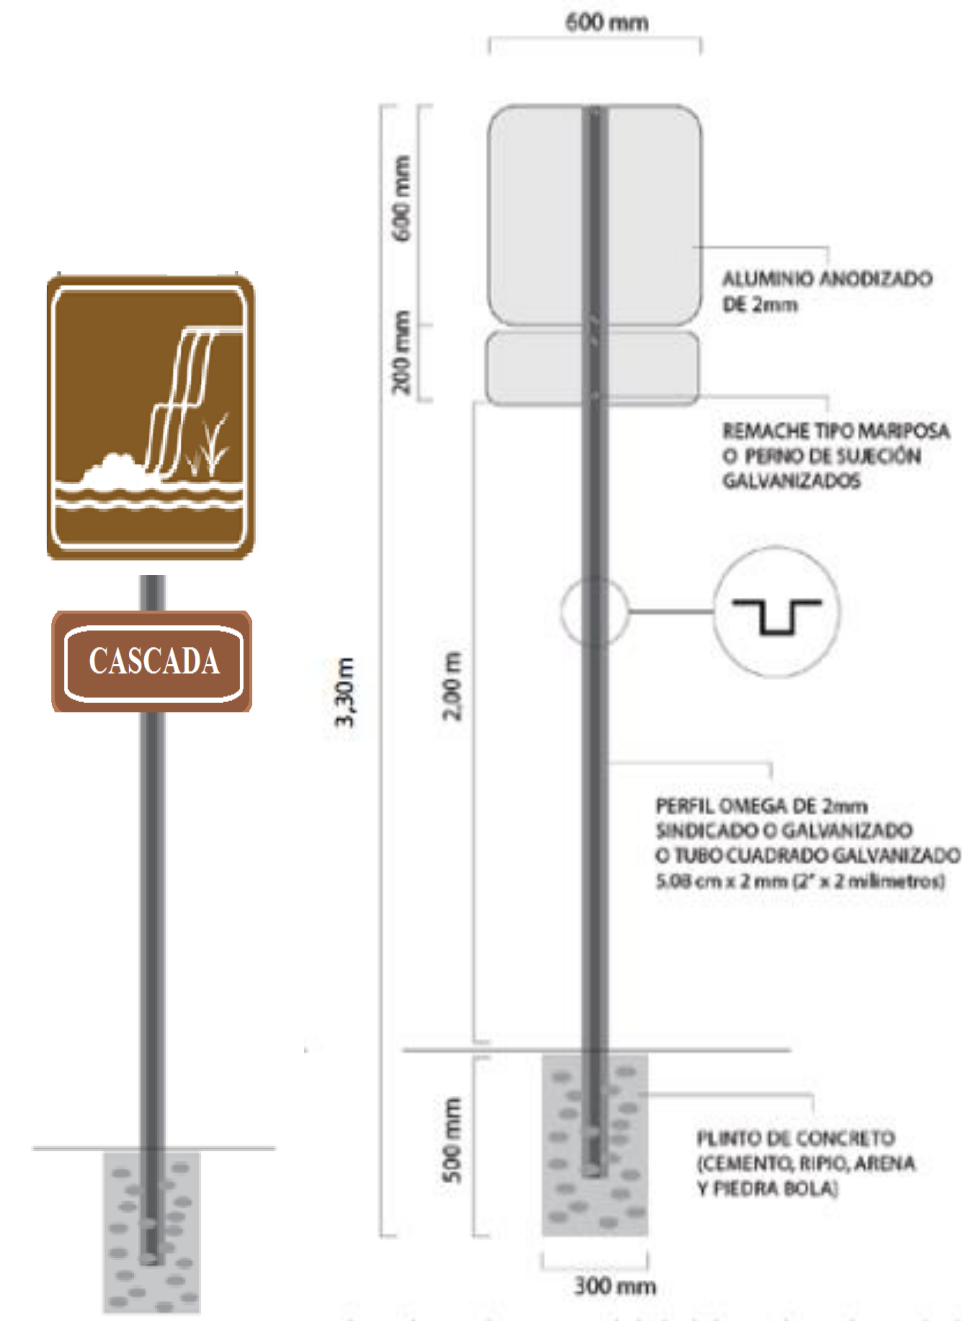 600 mm
600 mm
ALUMINIO ANODIZADO
DE 2mm
200 mm
REMACHE TIPO MARIPOSA
O PERNO DE SUJECIÓN
GALVANIZADOS
CASCADA
3,30 m
2,00 m
PERFIL OMEGA DE 2mm
SINDICADO O GALVANIZADO
O TUBO CUADRADO GALVANIZADO
5.08 cm x 2 mm (2" x 2 milimetros)
500 mm
PLINTO DE CONCRETO
(CEMENTO, RIPIO, ARENA
Y PIEDRA BOLA)
300 mm